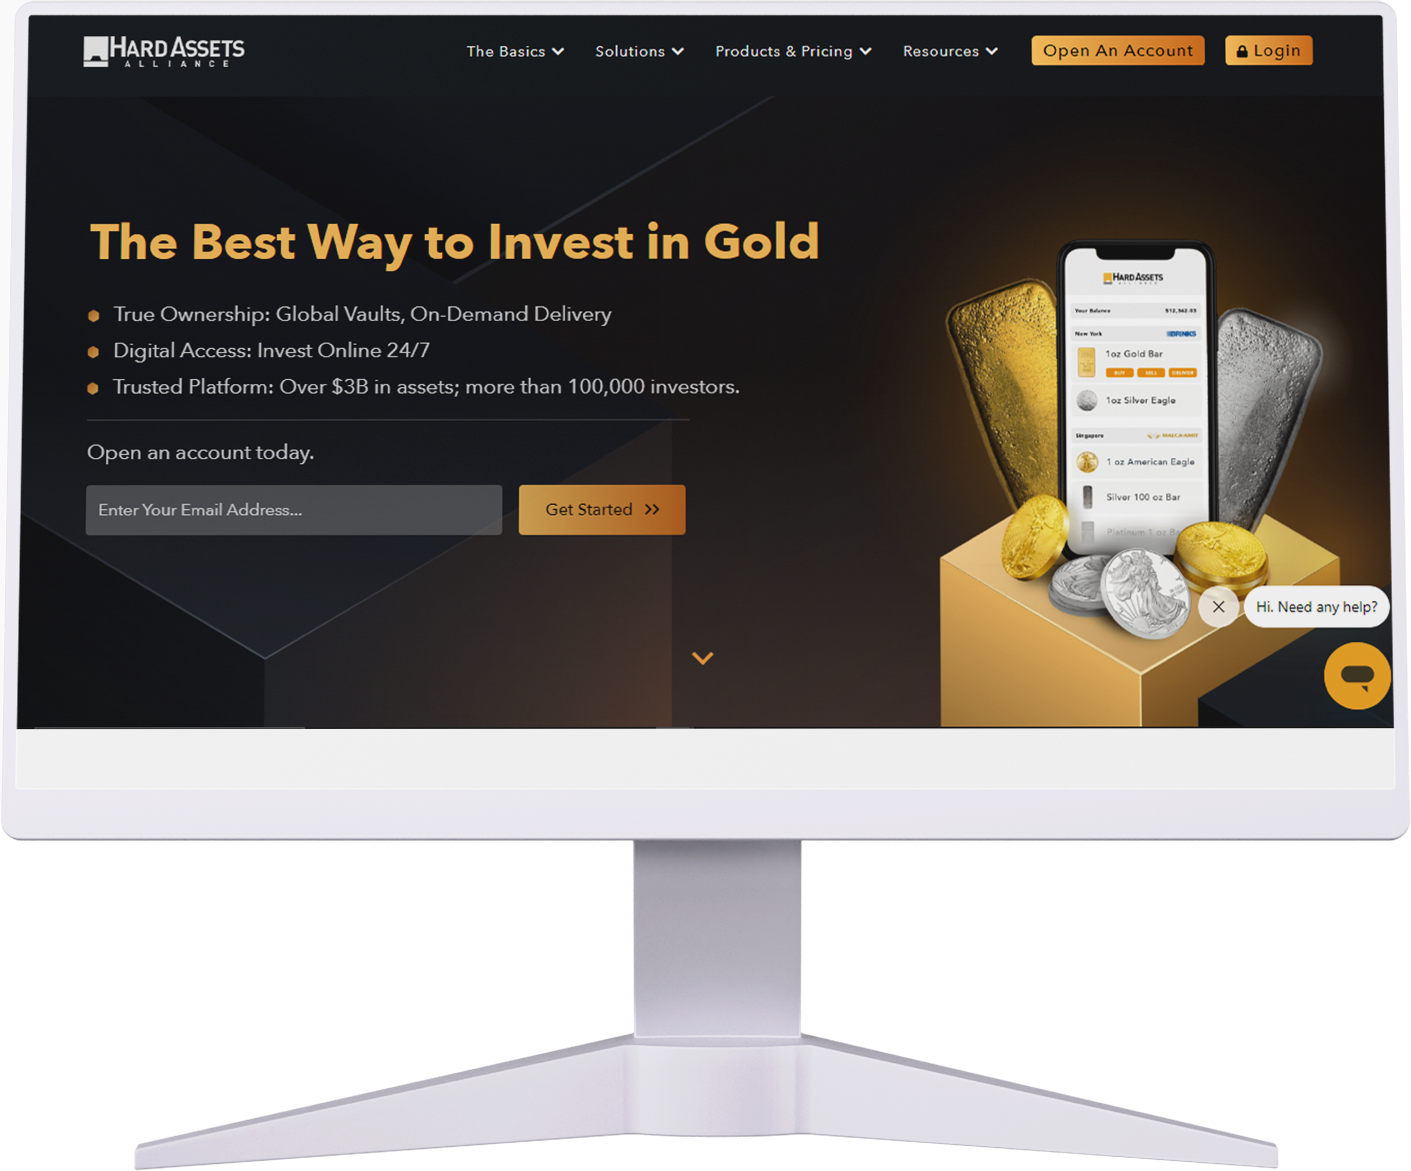 HARD ASSETS
ALLIANCE
The Basics
Solutions
Products & Pricing
Resources
Open An Account
Login
The Best Way to Invest in Gold
True Ownership: Global Vaults, On-Demand Delivery
Digital Access: Invest Online 24/7
Trusted Platform: Over $3B in assets; more than 100,000 investors.
Open an account today.
Enter Your Email Address...
Get Started
HARD ASSETS
ALLIANCE
Your Balance $12,342.03
New York BRINKS
1oz Gold Bar
BUY SELL DELIVER
1oz Silver Eagle
Singapore MALCA-AMIT
1 oz American Eagle
Silver 100 oz Bar
Platinum 1 oz
Hi. Need any help?